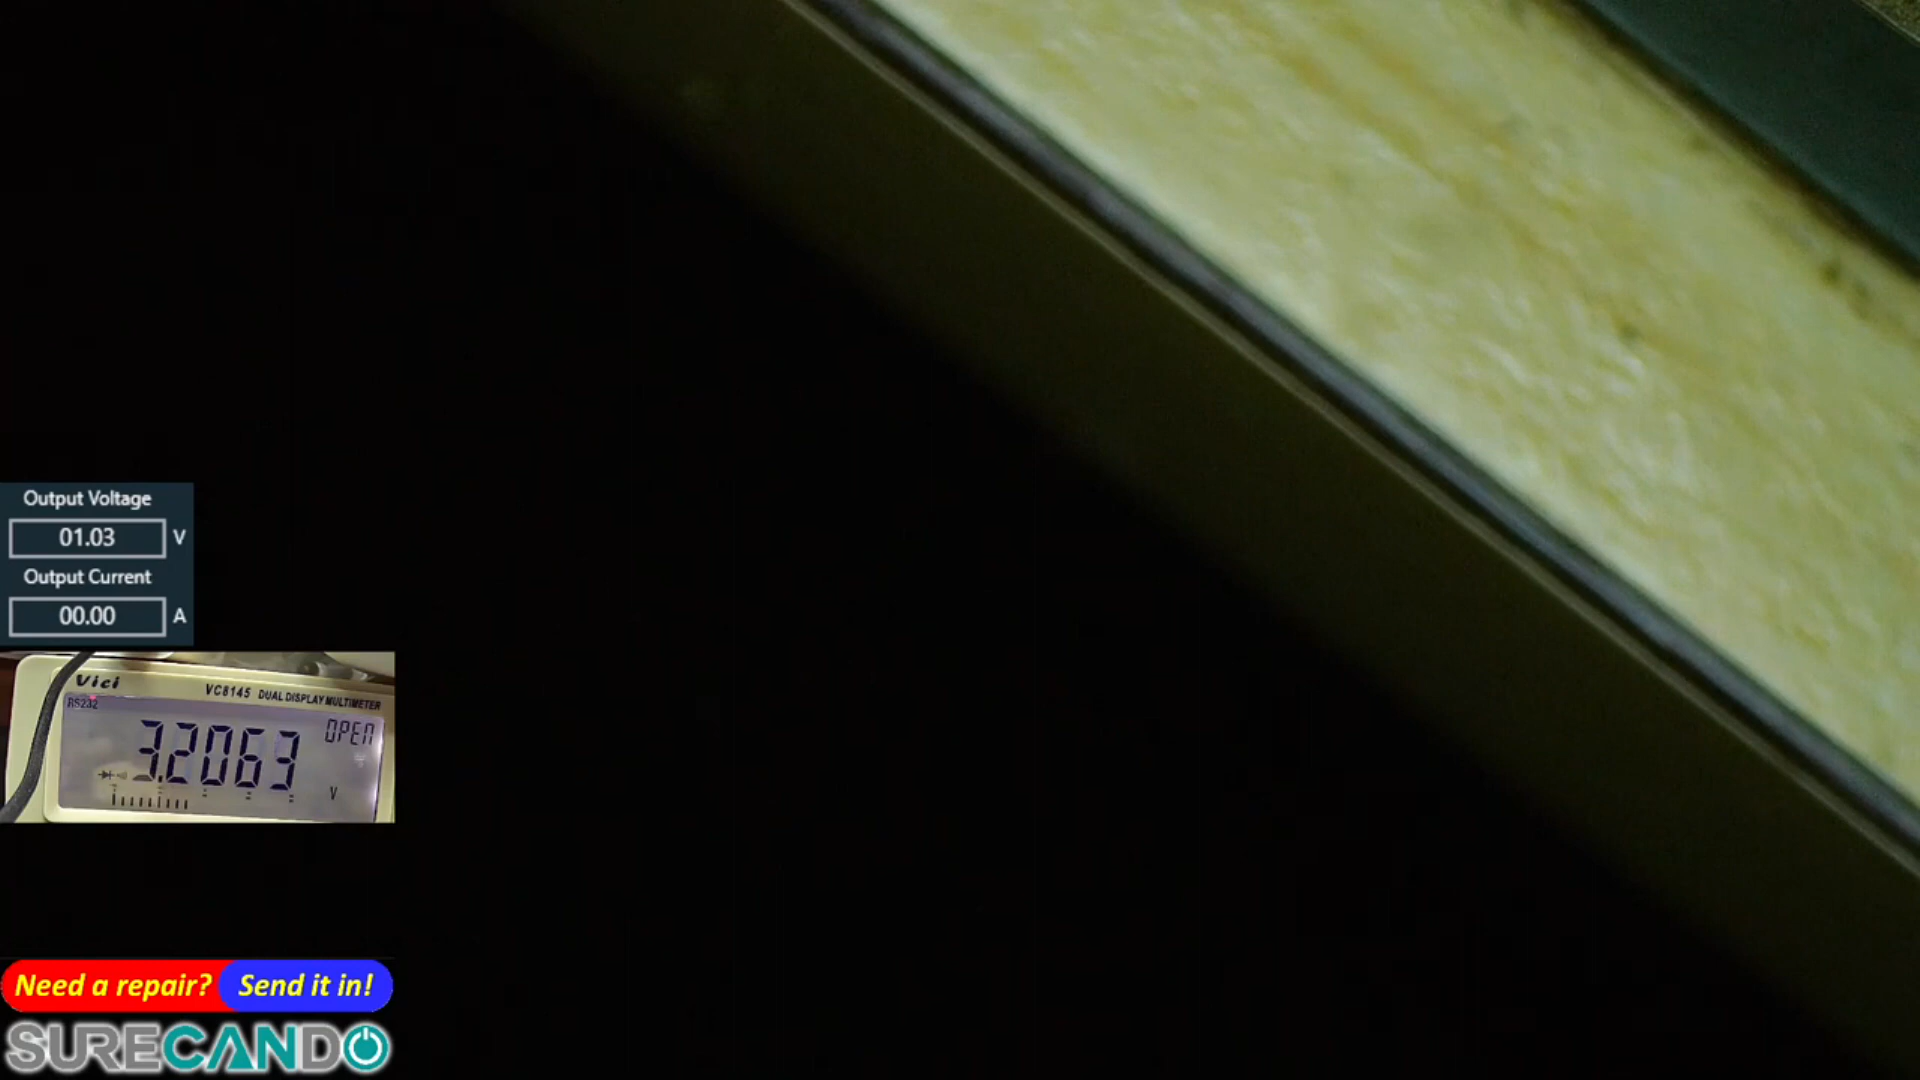 Output Voltage
01.03 V
Output Current
00.00 A
Vici
VC8145 DUAL DISPLAY MULTIMETER
RS232
OPEN
3.2063
V
Need a repair? Send it in!
SURECANDO